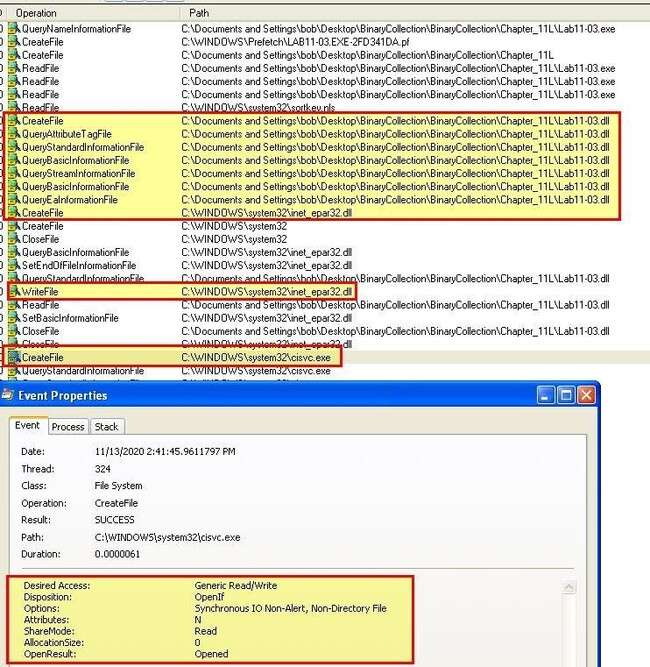 Operation Path
QueryNameInformationFile C:\Documents and Settings\bob\Desktop\BinaryCollection\BinaryCollection\Chapter_11L\Lab11-03.exe
CreateFile C:\WINDOWS\Prefetch\LAB11-03.EXE-2FD341DA.pf
CreateFile C:\Documents and Settings\bob\Desktop\BinaryCollection\BinaryCollection\Chapter_11L
ReadFile C:\Documents and Settings\bob\Desktop\BinaryCollection\BinaryCollection\Chapter_11L\Lab11-03.exe
ReadFile C:\Documents and Settings\bob\Desktop\BinaryCollection\BinaryCollection\Chapter_11L\Lab11-03.exe
ReadFile C:\Documents and Settings\bob\Desktop\BinaryCollection\BinaryCollection\Chapter_11L\Lab11-03.exe
ReadFile C:\WINDOWS\system32\sortkey.nls
CreateFile C:\Documents and Settings\bob\Desktop\BinaryCollection\BinaryCollection\Chapter_11L\Lab11-03.dll
QueryAttributeTagFile C:\Documents and Settings\bob\Desktop\BinaryCollection\BinaryCollection\Chapter_11L\Lab11-03.dll
QueryStandardInformationFile C:\Documents and Settings\bob\Desktop\BinaryCollection\BinaryCollection\Chapter_11L\Lab11-03.dll
QueryBasicInformationFile C:\Documents and Settings\bob\Desktop\BinaryCollection\BinaryCollection\Chapter_11L\Lab11-03.dll
QueryStreamInformationFile C:\Documents and Settings\bob\Desktop\BinaryCollection\BinaryCollection\Chapter_11L\Lab11-03.dll
QueryBasicInformationFile C:\Documents and Settings\bob\Desktop\BinaryCollection\BinaryCollection\Chapter_11L\Lab11-03.dll
QueryEaInformationFile C:\Documents and Settings\bob\Desktop\BinaryCollection\BinaryCollection\Chapter_11L\Lab11-03.dll
CreateFile C:\WINDOWS\system32\inet_epar32.dll
CreateFile C:\WINDOWS\system32
CloseFile C:\WINDOWS\system32
QueryBasicInformationFile C:\WINDOWS\system32\inet_epar32.dll
SetEndOfFileInformationFile C:\WINDOWS\system32\inet_epar32.dll
QueryStandardInformationFile C:\Documents and Settings\bob\Desktop\BinaryCollection\BinaryCollection\Chapter_11L\Lab11-03.dll
WriteFile C:\WINDOWS\system32\inet_epar32.dll
ReadFile C:\Documents and Settings\bob\Desktop\BinaryCollection\BinaryCollection\Chapter_11L\Lab11-03.dll
SetBasicInformationFile C:\WINDOWS\system32\inet_epar32.dll
CloseFile C:\Documents and Settings\bob\Desktop\BinaryCollection\BinaryCollection\Chapter_11L\Lab11-03.dll
CloseFile C:\WINDOWS\system32\inet_epar32.dll
CreateFile C:\WINDOWS\system32\cisvc.exe
QueryStandardInformationFile C:\WINDOWS\system32\cisvc.exe
Event Properties
Event Process Stack
Date: 11/13/2020 2:41:45.9611797 PM
Thread: 324
Class: File System
Operation: CreateFile
Result: SUCCESS
Path: C:\WINDOWS\system32\cisvc.exe
Duration: 0.0000061
Desired Access: Generic Read/Write
Disposition: OpenIf
Options: Synchronous IO Non-Alert, Non-Directory File
Attributes: N
ShareMode: Read
AllocationSize: 0
OpenResult: Opened